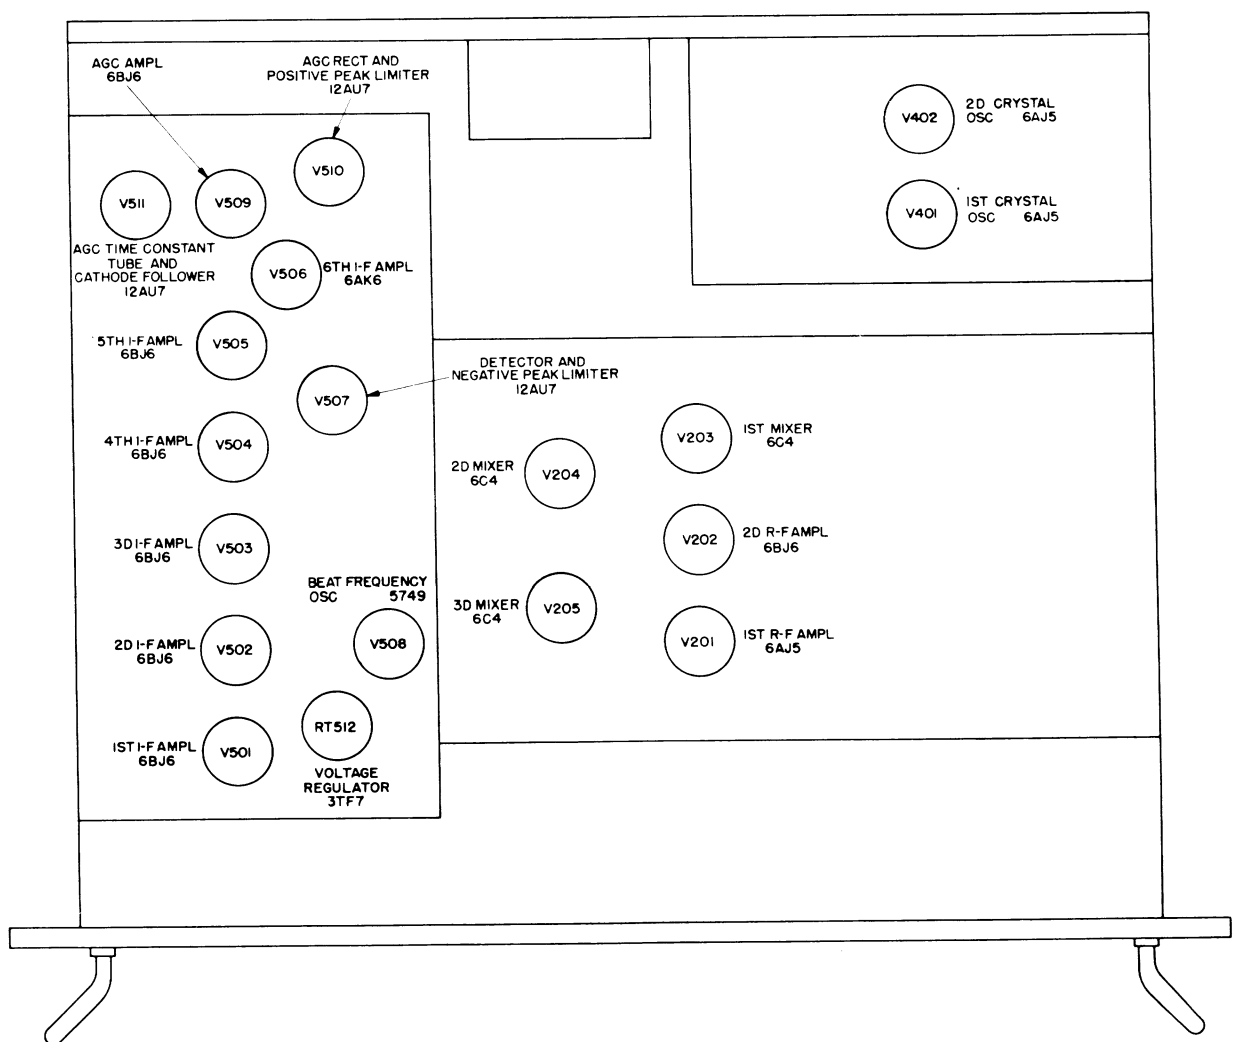 AGC AMPL
6BJ6
AGC RECT AND
POSITIVE PEAK LIMITER
12AU7
V510
V511
V509
AGC TIME CONSTANT
TUBE AND
CATHODE FOLLOWER
12AU7
V506
6TH I-F AMPL
6AK6
5TH I-F AMPL
6BJ6
V505
V507
DETECTOR AND
NEGATIVE PEAK LIMITER
12AU7
4TH I-F AMPL
6BJ6
V504
3D I-F AMPL
6BJ6
V503
BEAT FREQUENCY
OSC 5749
V508
2D I-F AMPL
6BJ6
V502
RT512
VOLTAGE
REGULATOR
3TF7
1ST I-F AMPL
6BJ6
V501
V402
2D CRYSTAL
OSC 6AJ5
V401
1ST CRYSTAL
OSC 6AJ5
V203
1ST MIXER
6C4
2D MIXER
6C4
V204
V202
2D R-F AMPL
6BJ6
3D MIXER
6C4
V205
V201
1ST R-F AMPL
6AJ5